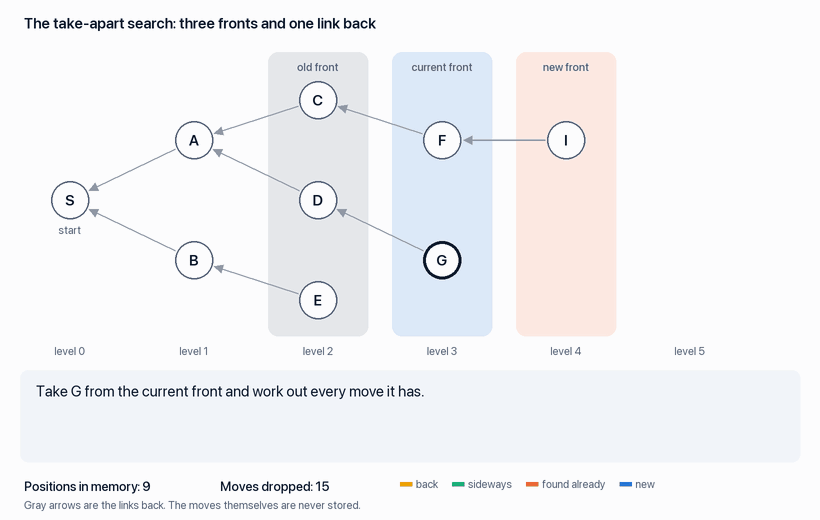 The take-apart search: three fronts and one link back
old front
current front
new front
C
A
F
I
S
D
start
B
G
E
level 0
level 1
level 2
level 3
level 4
level 5
Take G from the current front and work out every move it has.
Positions in memory: 9
Moves dropped: 15
back
sideways
found already
new
Gray arrows are the links back. The moves themselves are never stored.